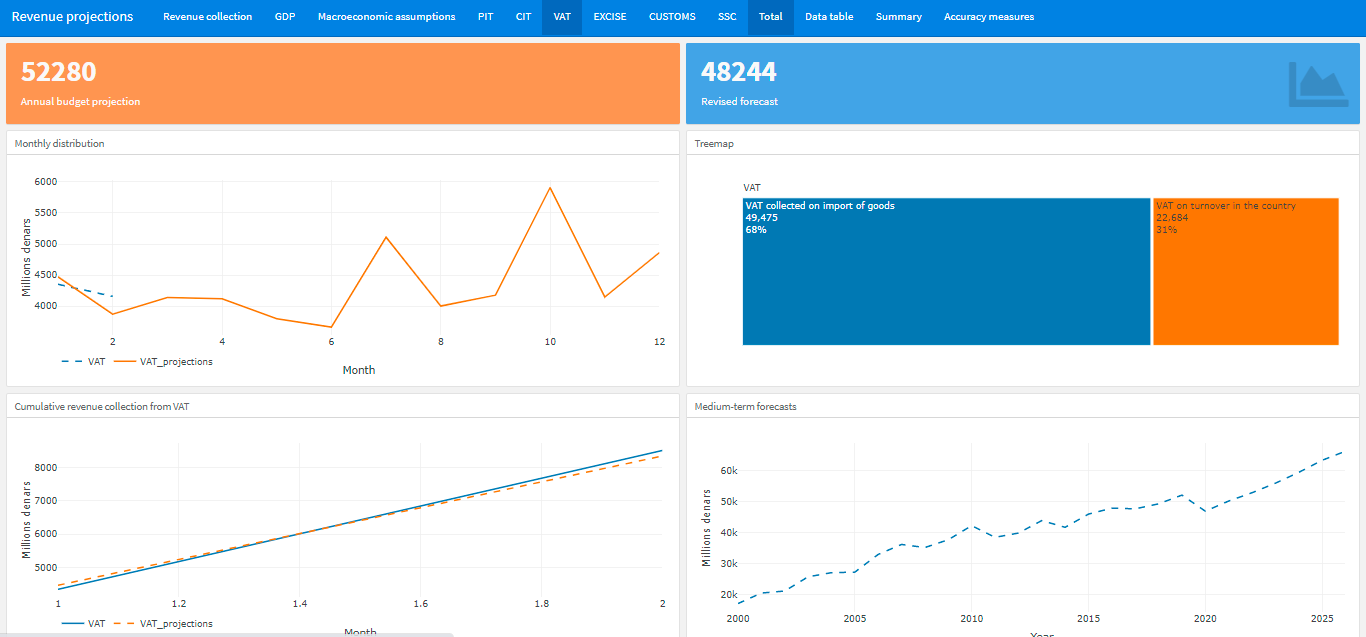 Revenue projections
Revenue collection
GDP
Macroeconomic assumptions
PIT
CIT
VAT
EXCISE
CUSTOMS
SSC
Total
Data table
Summary
Accuracy measures
52280
Annual budget projection
48244
Revised forecast
Monthly distribution
Millions denars
6000
5500
5000
4500
4000
2 4 6 8 10 12
Month
VAT VAT_projections
Treemap
VAT
VAT collected on import of goods
49,475
68%
VAT on turnover in the country
22,684
31%
Cumulative revenue collection from VAT
Millions denars
8000
7000
6000
5000
1 1.2 1.4 1.6 1.8 2
Month
VAT VAT_projections
Medium-term forecasts
Millions denars
60k
50k
40k
30k
20k
2000 2005 2010 2015 2020 2025
Year